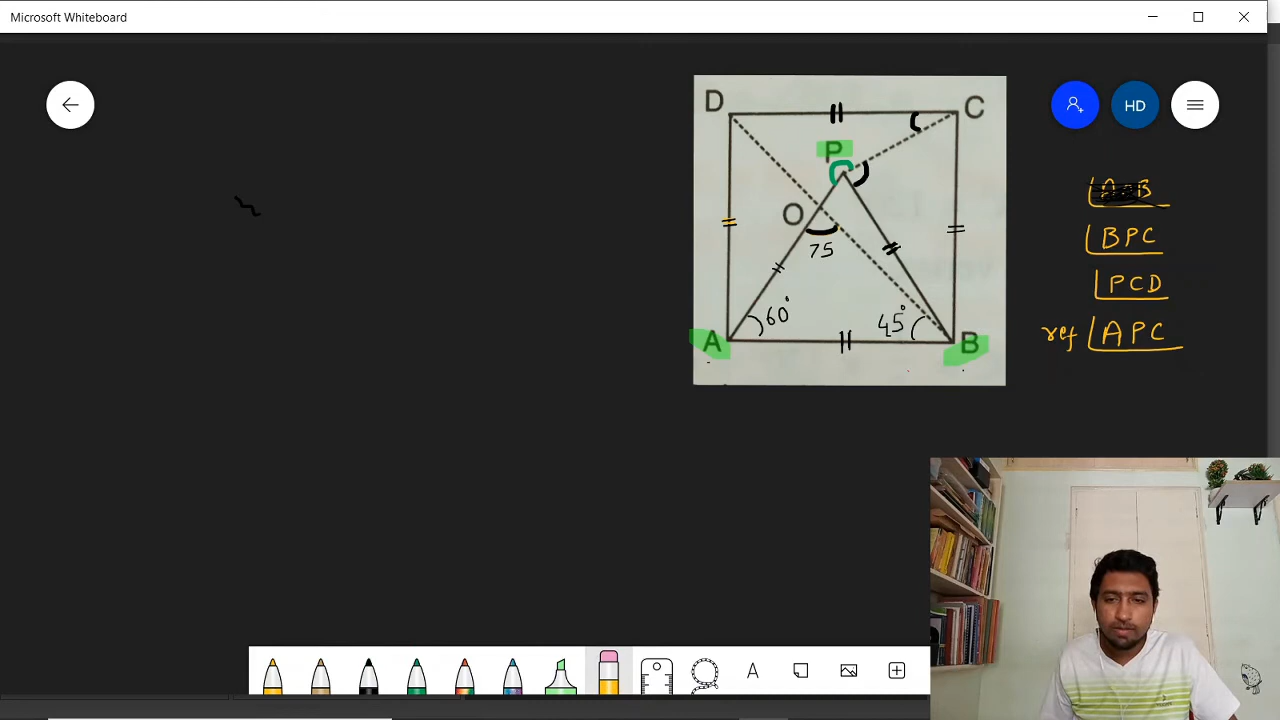 Microsoft Whiteboard
D
C
P
O
75
60°
45°
A
B
HD
∠BPC
∠PCD
ref ∠APC
A